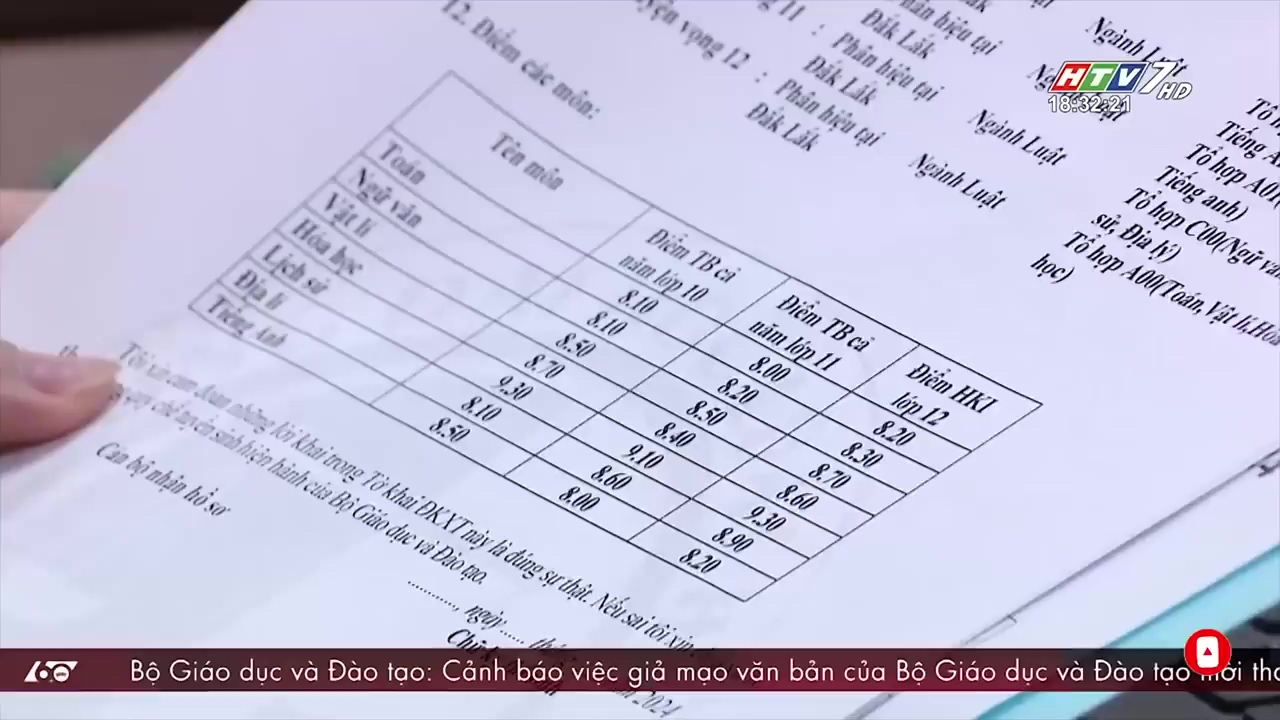 HTV7 HD
18:32:21
12. Điểm các môn:
vọng 12 : Phân hiệu tại Đắk Lắk
Phân hiệu tại Đắk Lắk
Đắk Lắk
Ngành Luật
Ngành Luật
Ngành Luật
Tiếng anh)
Tổ hợp C00(Ngữ văn
sử, Địa lý)
Tổ hợp A00(Toán, Vật lí, Hóa
học)
Tên môn
Điểm TB cả năm lớp 10
Điểm TB cả năm lớp 11
Điểm HKI lớp 12
Toán 8.10 8.00 8.20
Ngữ văn 8.10 8.20 8.30
Vật lí 8.50 8.50 8.70
Hóa học 8.70 8.40 8.60
Lịch sử 9.30 9.10 9.30
Địa lí 8.10 8.60 8.90
Tiếng Anh 8.50 8.00 8.20
Tôi xin cam đoan những lời khai trong Tờ khai ĐKXT này là đúng sự thật. Nếu sai tôi xin
quy chế tuyển sinh hiện hành của Bộ Giáo dục và Đào tạo.
Cán bộ nhận hồ sơ
............, ngày ......
2024
60 giây
Bộ Giáo dục và Đào tạo: Cảnh báo việc giả mạo văn bản của Bộ Giáo dục và Đào tạo mời